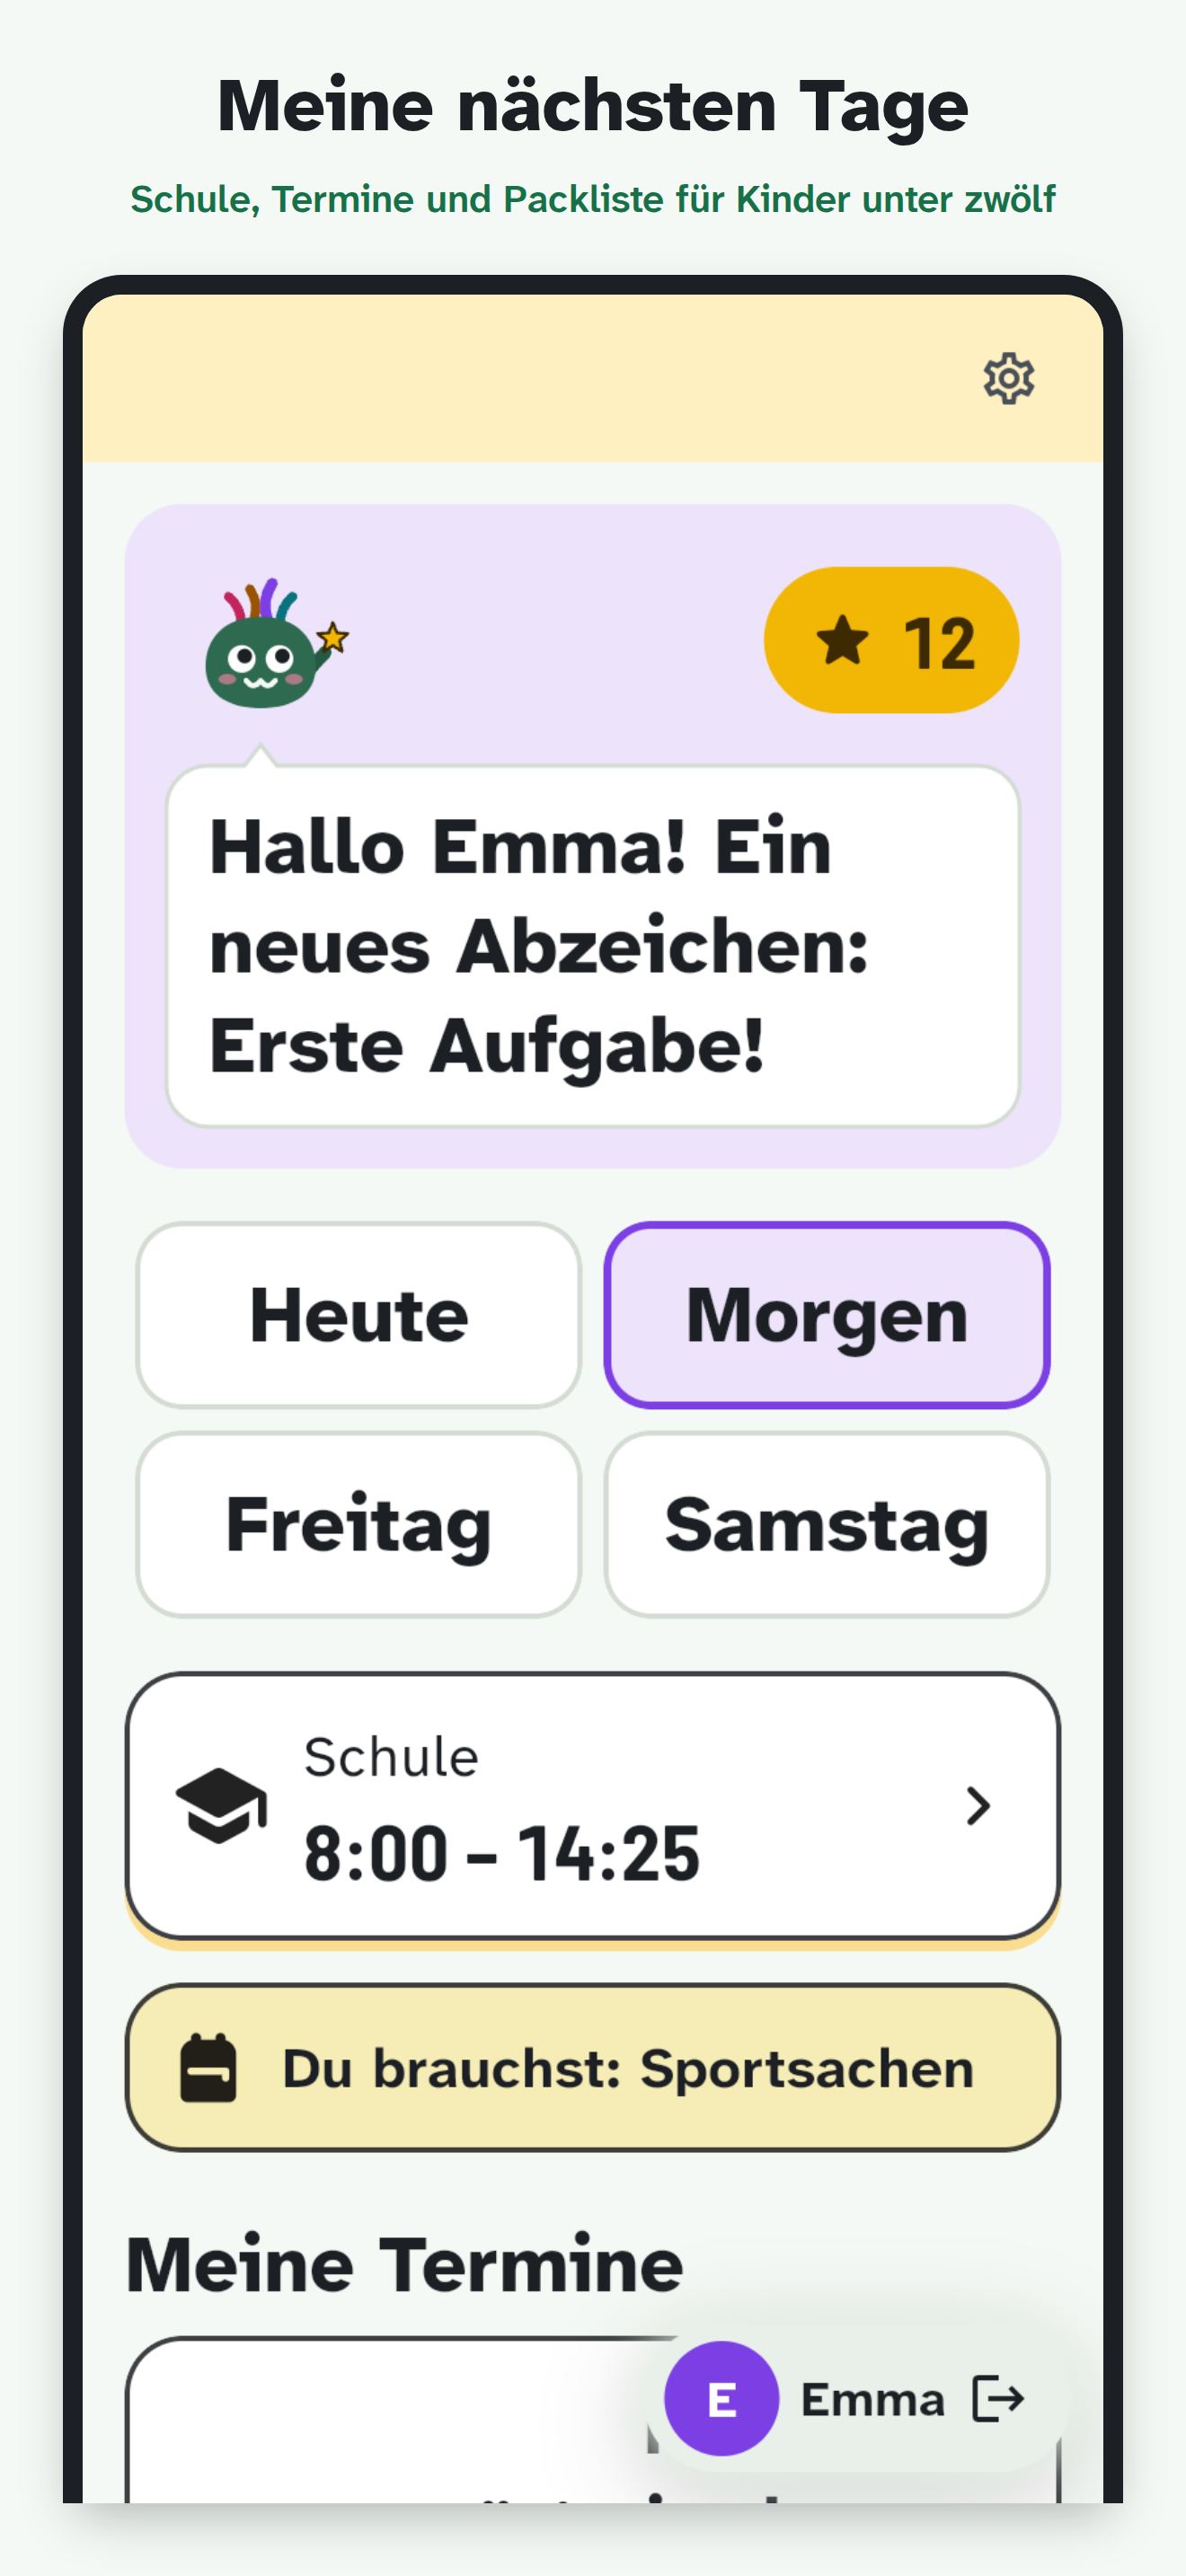 Meine nächsten Tage
Schule, Termine und Packliste für Kinder unter zwölf
12
Hallo Emma! Ein
neues Abzeichen:
Erste Aufgabe!
Heute
Morgen
Freitag
Samstag
Schule
8:00 – 14:25
Du brauchst: Sportsachen
Meine Termine
E
Emma